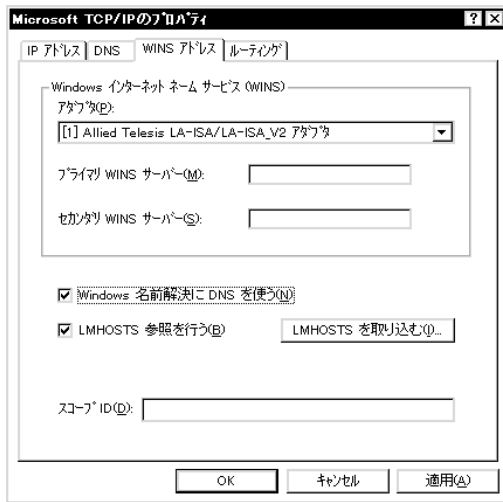 Microsoft TCP/IPのプロパティ
IP アドレス DNS WINS アドレス ルーティング
Windows インターネット ネーム サービス (WINS)
アダプタ(P):
[1] Allied Telesis LA-ISA/LA-ISA_V2 アダプタ
プライマリ WINS サーバー(M):
セカンダリ WINS サーバー(S):
Windows 名前解決に DNS を使う(N)
LMHOSTS 参照を行う(B)
LMHOSTS を取り込む(I)...
スコープ ID(D):
OK キャンセル 適用(A)